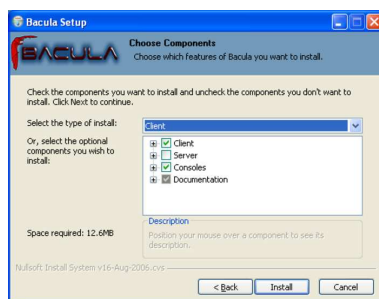 Bacula Setup
BACULA
Choose Components
Choose which features of Bacula you want to install.
Check the components you want to install and uncheck the components you don't want to
install. Click Next to continue.
Select the type of install:
Client
Or, select the optional
components you wish to
install:
Client
Server
Consoles
Documentation
Description
Space required: 12.6MB
Position your mouse over a component to see its
description.
Nullsoft Install System v16-Aug-2006.cvs
< Back
Install
Cancel